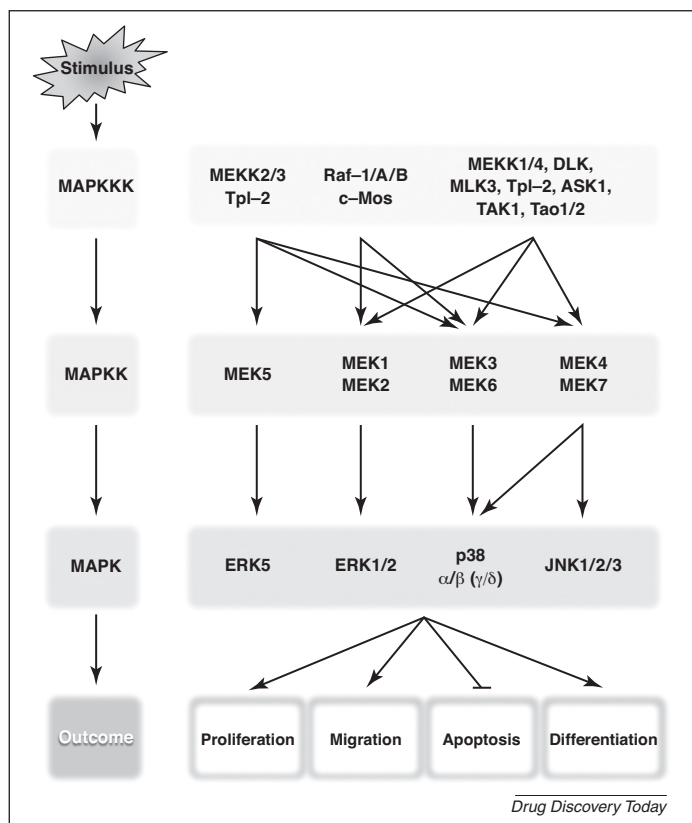 Stimulus
MAPKKK
MEKK2/3
Tpl–2
Raf–1/A/B
c–Mos
MEKK1/4, DLK,
MLK3, Tpl–2, ASK1,
TAK1, Tao1/2
MAPKK
MEK5
MEK1
MEK2
MEK3
MEK6
MEK4
MEK7
MAPK
ERK5
ERK1/2
p38
α/β (γ/δ)
JNK1/2/3
Outcome
Proliferation
Migration
Apoptosis
Differentiation
Drug Discovery Today